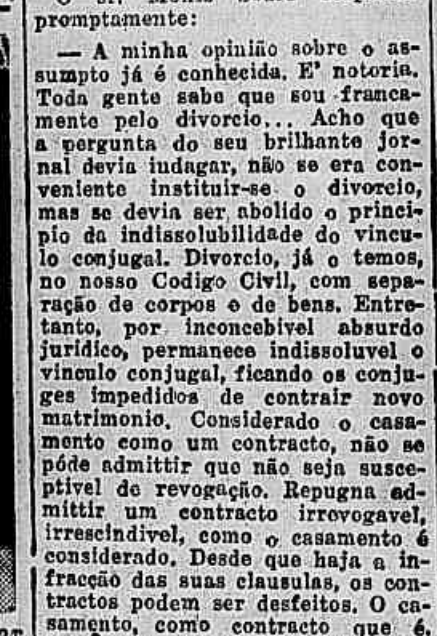 promptamente:
— A minha opinião sobre o as-
sumpto já é conhecida. E' notoria.
Toda gente sabe que sou franca-
mente pelo divorcio... Acho que
a pergunta do seu brilhante jor-
nal devia iudagar, não se era con-
veniente instituir-se o divorcio,
mas se devia ser abolido o princi-
pio da indissolubilidade do vincu-
lo conjugal. Divorcio, já o temos,
no nosso Codigo Civil, com sepa-
ração de corpos e de bens. Entre-
tanto, por inconcebivel absurdo
juridico, permanece indissoluvel o
vinculo conjugal, ficando os conju-
ges impedidos de contrair novo
matrimonio. Considerado o casa-
mento como um contracto, não se
póde admittir que não seja susce-
ptivel de revogação. Repugna ad-
mittir um contracto irrevogavel,
irrescindivel, como o casamento é
considerado. Desde que haja a in-
fracção das suas clausulas, os con-
tractos podem ser desfeitos. O ca-
samento, como contracto que é,